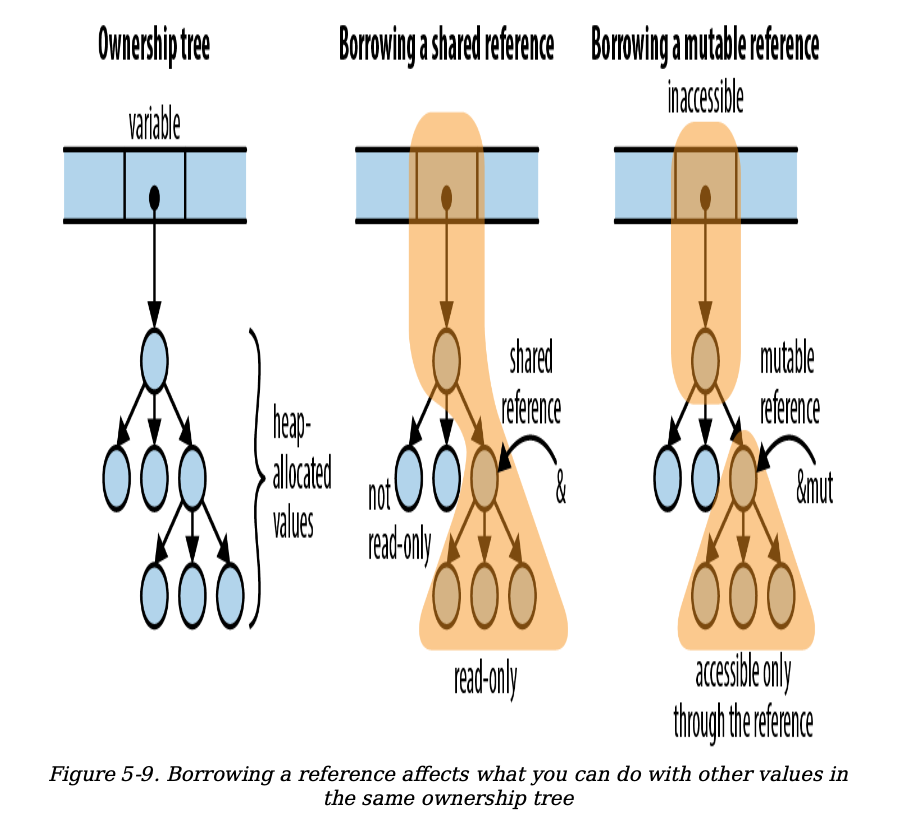 Ownership tree
variable
heap-
allocated
values
Borrowing a shared reference
shared
reference
&
not
read-only
read-only
Borrowing a mutable reference
inaccessible
mutable
reference
&mut
accessible only
through the reference
Figure 5-9. Borrowing a reference affects what you can do with other values in
the same ownership tree